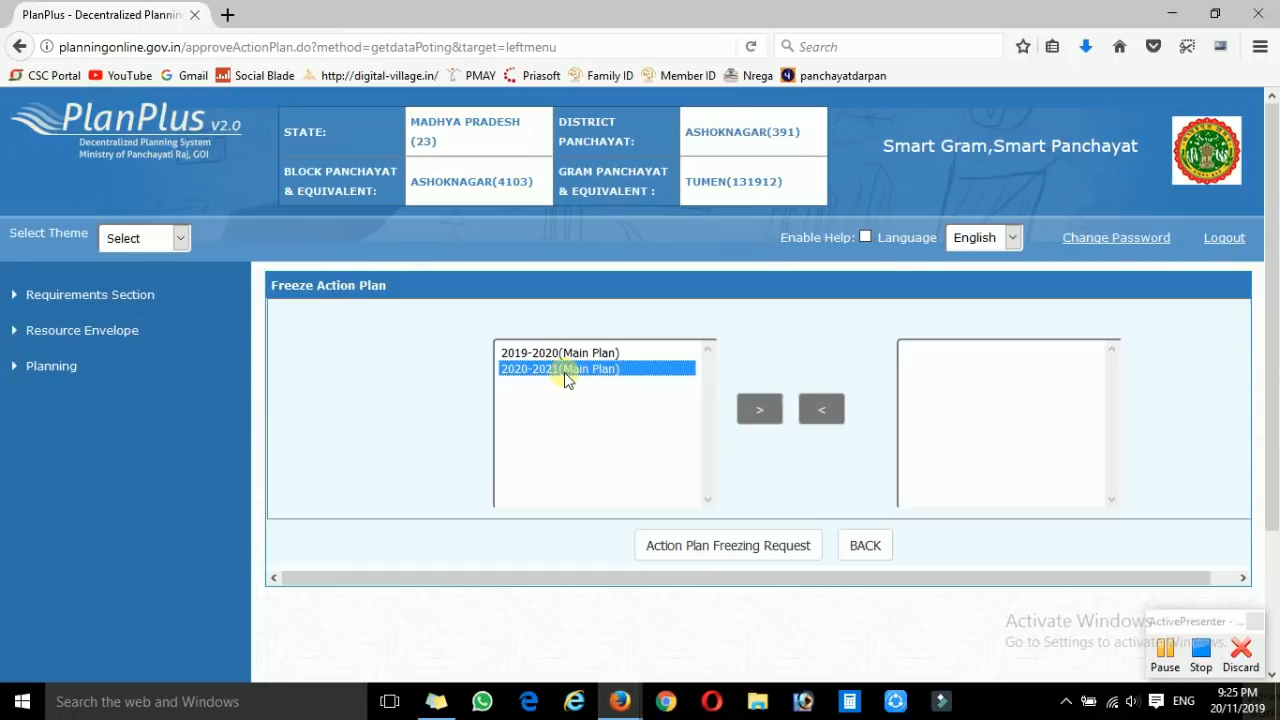 PlanPlus - Decentralized Planning
planningonline.gov.in/approveActionPlan.do?method=getdataPoting&target=leftmenu
Search
CSC Portal YouTube Gmail Social Blade http://digital-village.in/ PMAY Priasoft Family ID Member ID Nrega panchayatdarpan
PlanPlus V2.0
Decentralized Planning System
Ministry of Panchayati Raj, GOI
STATE:
MADHYA PRADESH
(23)
DISTRICT
PANCHAYAT:
ASHOKNAGAR(391)
BLOCK PANCHAYAT
& EQUIVALENT:
ASHOKNAGAR(4103)
GRAM PANCHAYAT
& EQUIVALENT :
TUMEN(131912)
Smart Gram,Smart Panchayat
Select Theme Select
Enable Help: Language English Change Password Logout
Requirements Section
Resource Envelope
Planning
Freeze Action Plan
2019-2020(Main Plan)
2020-2021(Main Plan)
> <
Action Plan Freezing Request BACK
Activate Windows
Go to Settings to activate Windows.
ActivePresenter - ...
Pause Stop Discard
Search the web and Windows
ENG
9:25 PM
20/11/2019